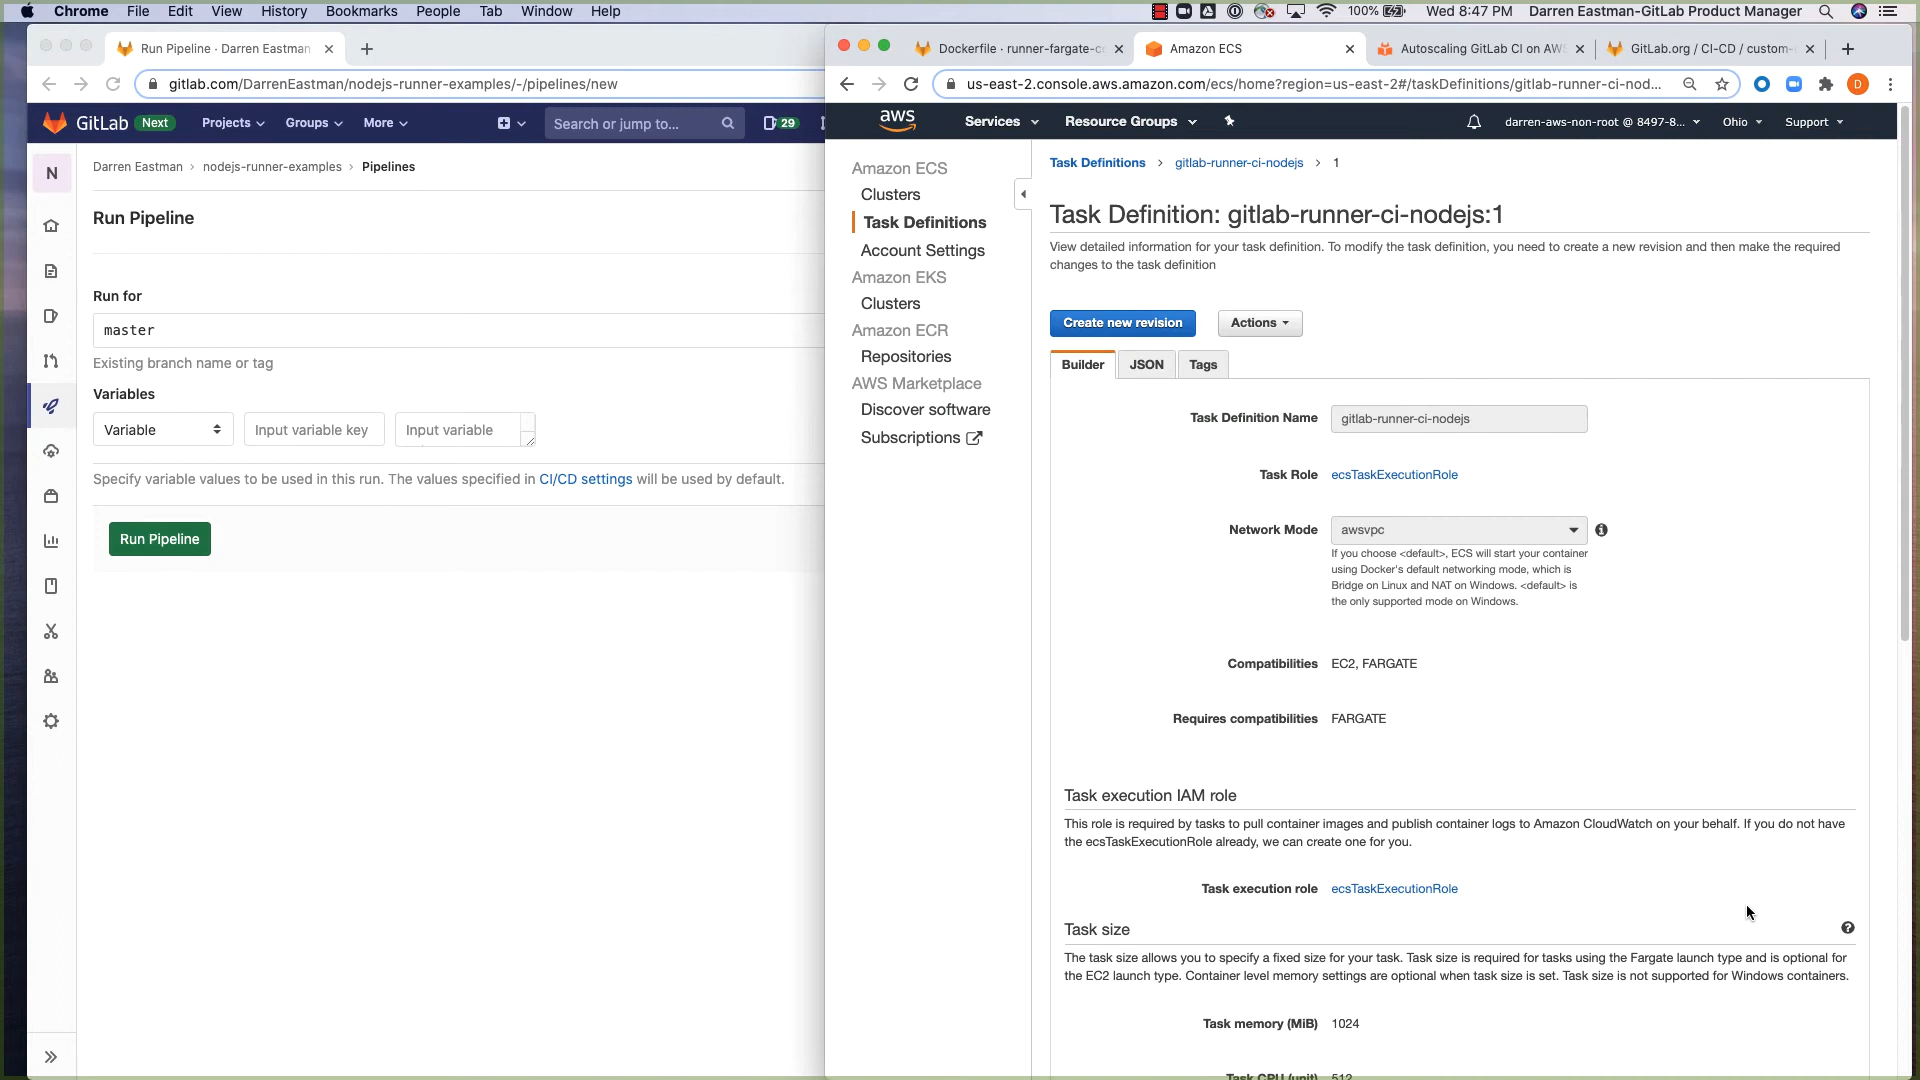 Chrome File Edit View History Bookmarks People Tab Window Help
100% Wed 8:47 PM Darren Eastman-GitLab Product Manager
Run Pipeline · Darren Eastman
gitlab.com/DarrenEastman/nodejs-runner-examples/-/pipelines/new
GitLab Next Projects Groups More Search or jump to... 29
N
Darren Eastman › nodejs-runner-examples › Pipelines
Run Pipeline
Run for
master
Existing branch name or tag
Variables
Variable Input variable key Input variable
Specify variable values to be used in this run. The values specified in CI/CD settings will be used by default.
Run Pipeline
Dockerfile · runner-fargate-c Amazon ECS Autoscaling GitLab CI on AWS GitLab.org / CI-CD / custom-
us-east-2.console.aws.amazon.com/ecs/home?region=us-east-2#/taskDefinitions/gitlab-runner-ci-nod...
D
aws Services Resource Groups darren-aws-non-root @ 8497-8... Ohio Support
Amazon ECS
Clusters
Task Definitions
Account Settings
Amazon EKS
Clusters
Amazon ECR
Repositories
AWS Marketplace
Discover software
Subscriptions
Task Definitions > gitlab-runner-ci-nodejs > 1
Task Definition: gitlab-runner-ci-nodejs:1
View detailed information for your task definition. To modify the task definition, you need to create a new revision and then make the required
changes to the task definition
Create new revision Actions
Builder JSON Tags
Task Definition Name gitlab-runner-ci-nodejs
Task Role ecsTaskExecutionRole
Network Mode awsvpc
If you choose <default>, ECS will start your container
using Docker's default networking mode, which is
Bridge on Linux and NAT on Windows. <default> is
the only supported mode on Windows.
Compatibilities EC2, FARGATE
Requires compatibilities FARGATE
Task execution IAM role
This role is required by tasks to pull container images and publish container logs to Amazon CloudWatch on your behalf. If you do not have
the ecsTaskExecutionRole already, we can create one for you.
Task execution role ecsTaskExecutionRole
Task size
The task size allows you to specify a fixed size for your task. Task size is required for tasks using the Fargate launch type and is optional for
the EC2 launch type. Container level memory settings are optional when task size is set. Task size is not supported for Windows containers.
Task memory (MiB) 1024
Task CPU (unit) 512